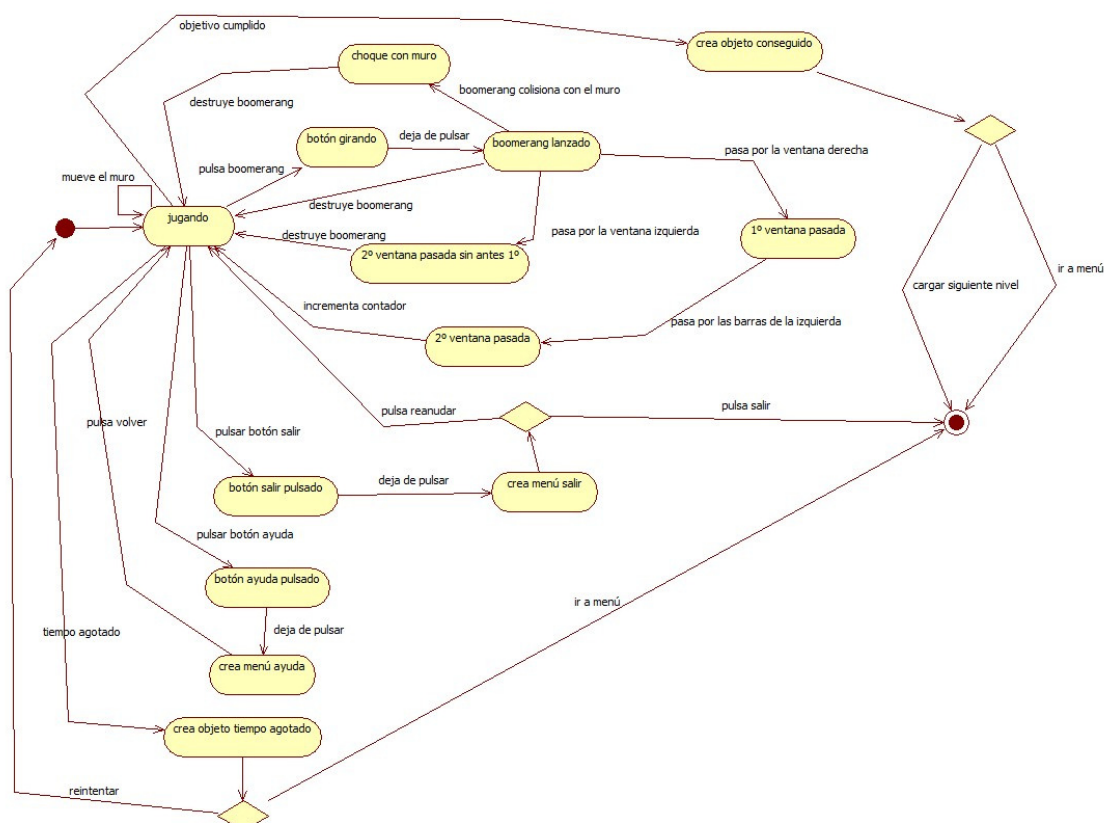 objetivo cumplido
crea objeto conseguido
choque con muro
boomerang colisiona con el muro
destruye boomerang
botón girando
deja de pulsar
boomerang lanzado
pasa por la ventana derecha
mueve el muro
pulsa boomerang
jugando
destruye boomerang
destruye boomerang
pasa por la ventana izquierda
1º ventana pasada
2º ventana pasada sin antes 1º
cargar siguiente nivel
ir a menú
incrementa contador
pasa por las barras de la izquierda
2º ventana pasada
pulsa reanudar
pulsa salir
pulsa volver
pulsar botón salir
botón salir pulsado
deja de pulsar
crea menú salir
pulsar botón ayuda
botón ayuda pulsado
ir a menú
deja de pulsar
tiempo agotado
crea menú ayuda
crea objeto tiempo agotado
reintentar